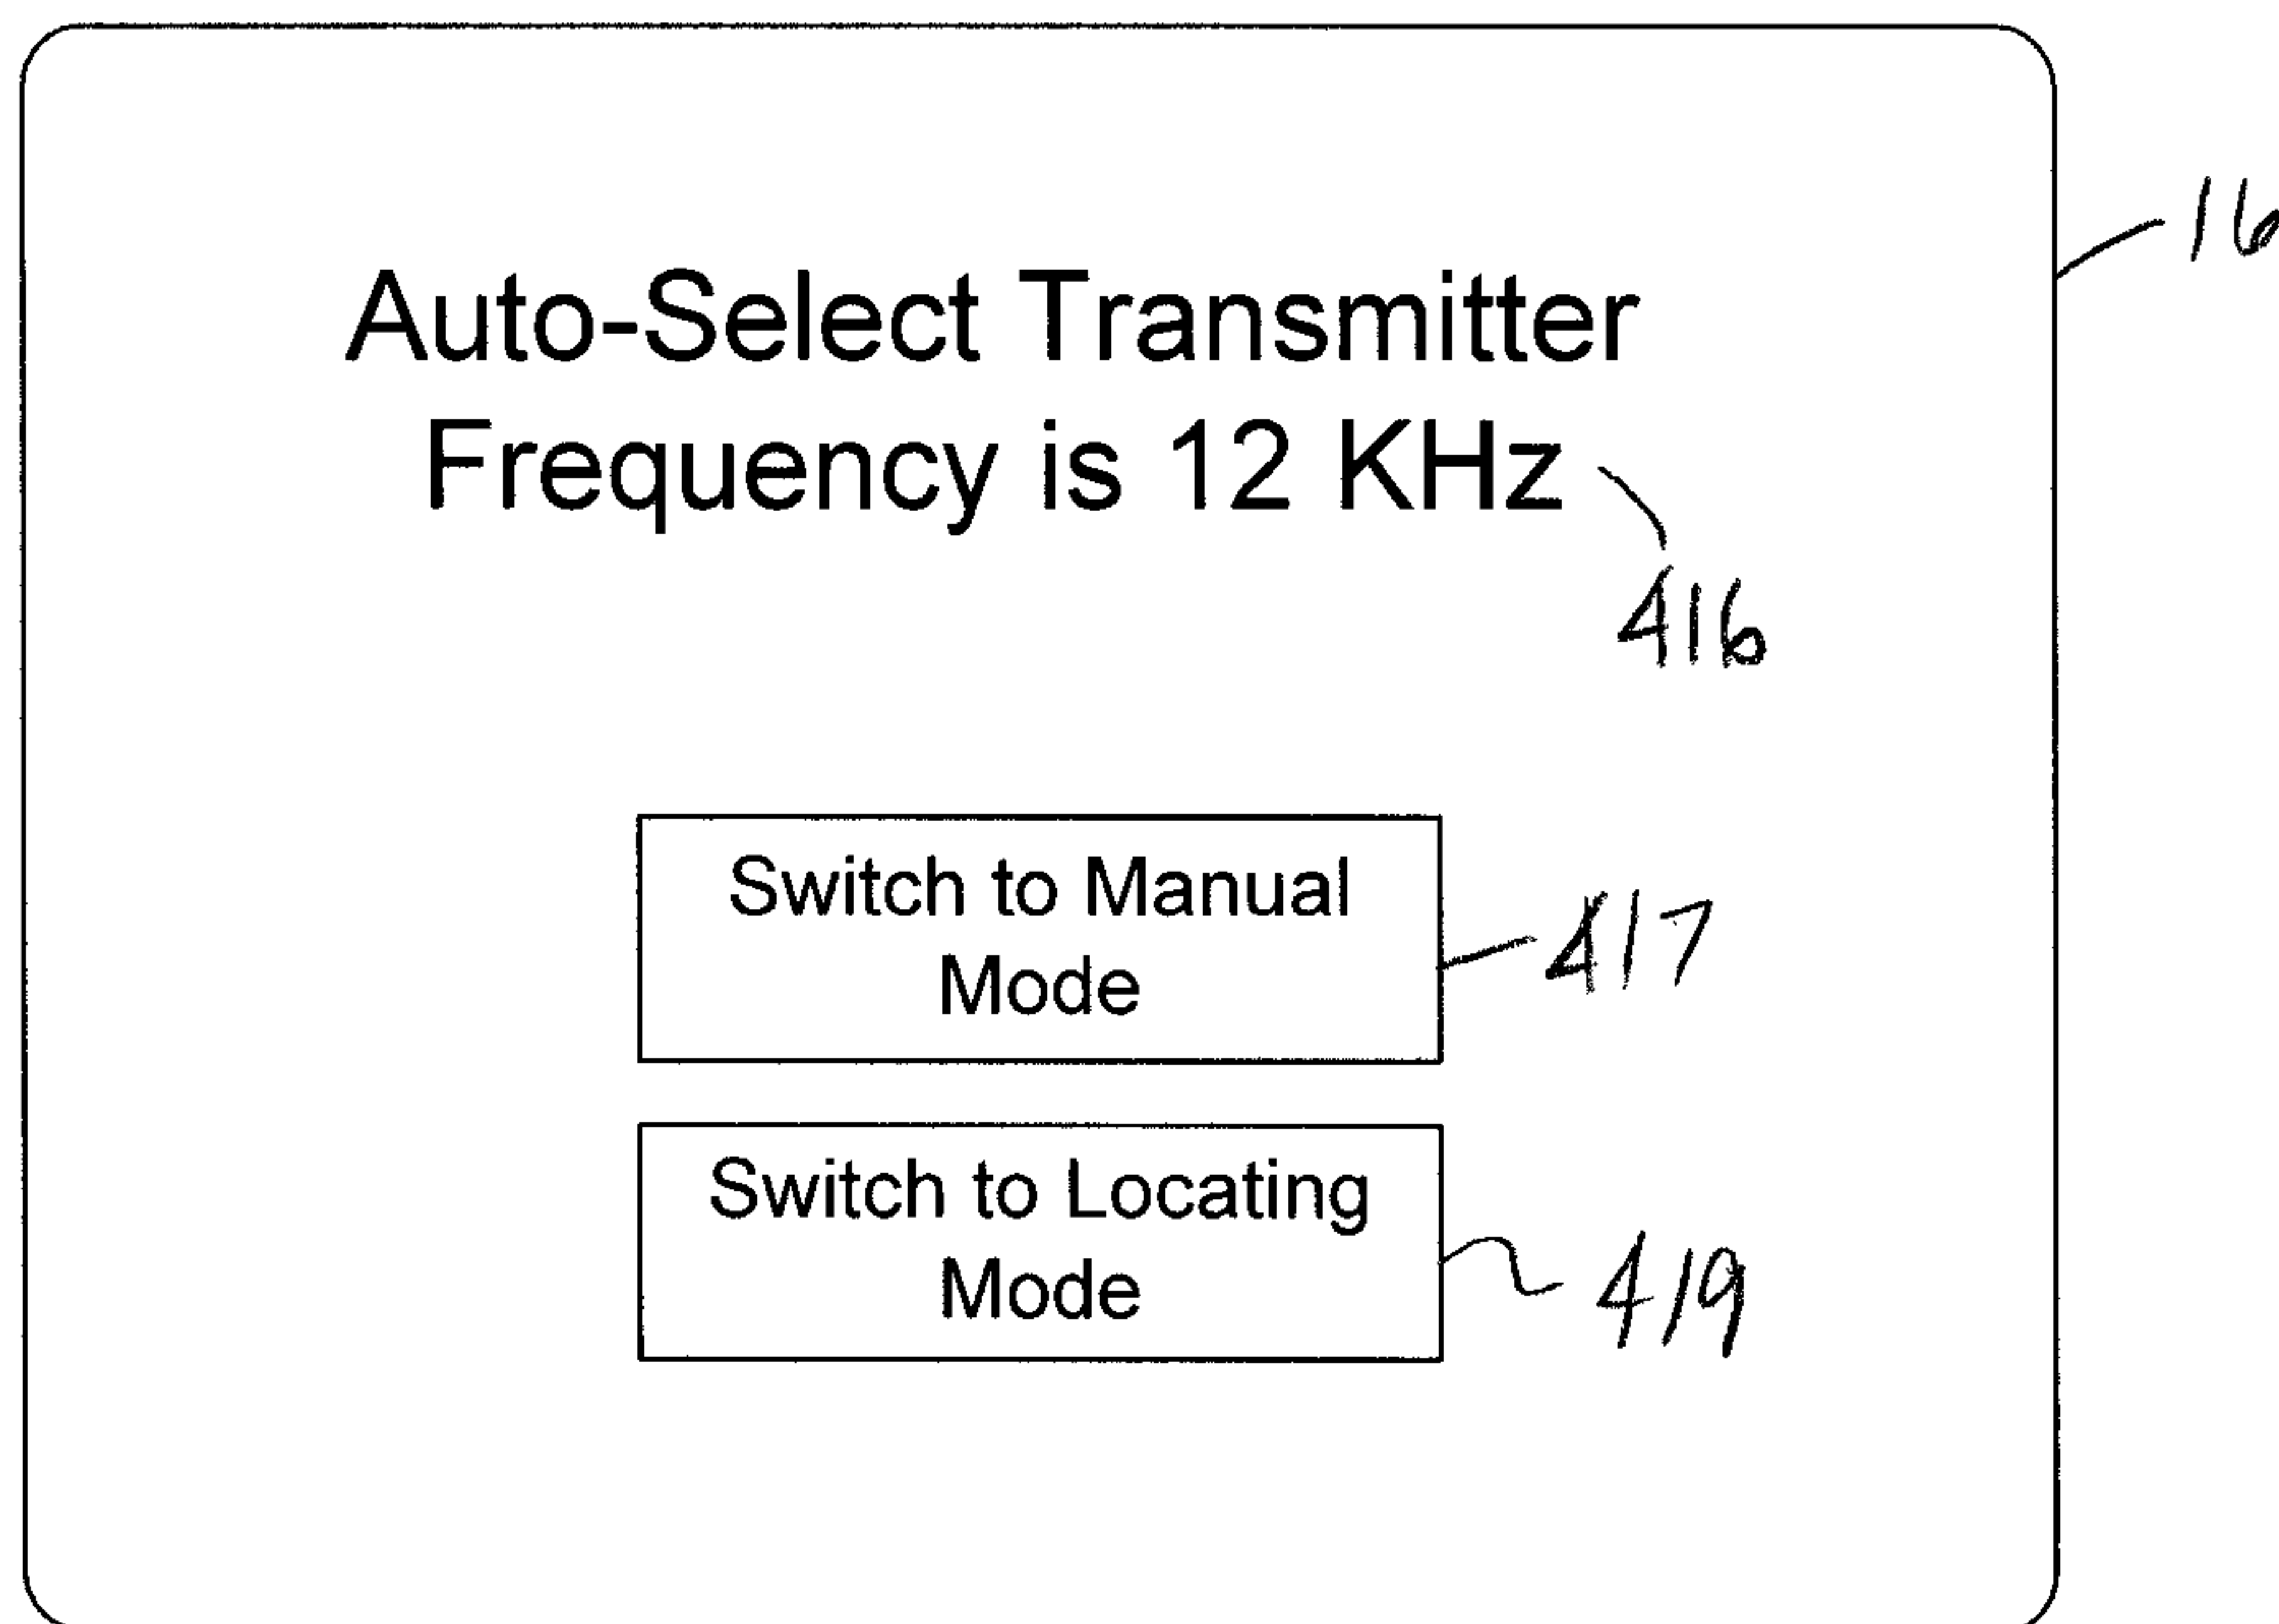 16
Auto-Select Transmitter
Frequency is 12 KHz
416
Switch to Manual
Mode
417
Switch to Locating
Mode
419